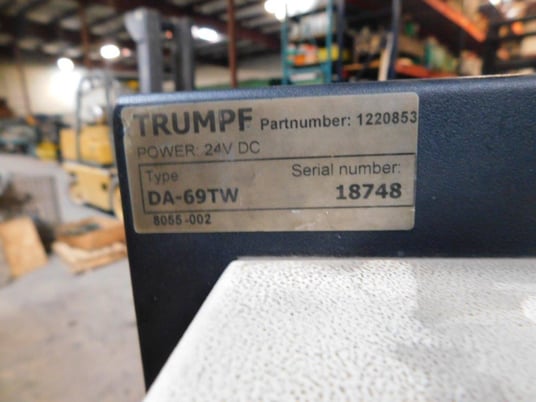 TRUMPF Partnumber: 1220853
POWER: 24V DC
Type Serial number:
DA-69TW 18748
8055-002